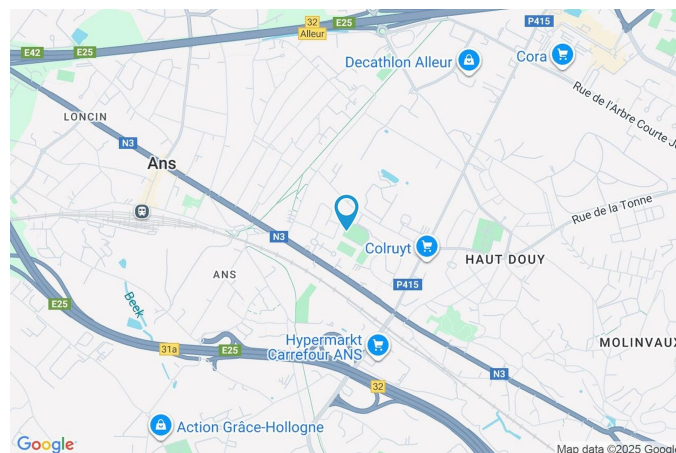 32
E25
Alleur
P415
E42
E25
Decathlon Alleur
Cora
Rue de l'Arbre Courte J
LONCIN
N3
Ans
Rue de la Tonne
N3
Colruyt
HAUT DOUY
ANS
P415
E25
Beek
Hypermarkt
Carrefour ANS
MOLINVAUX
31a
E25
N3
32
Action Grâce-Hollogne
Google
Map data ©2025 Google